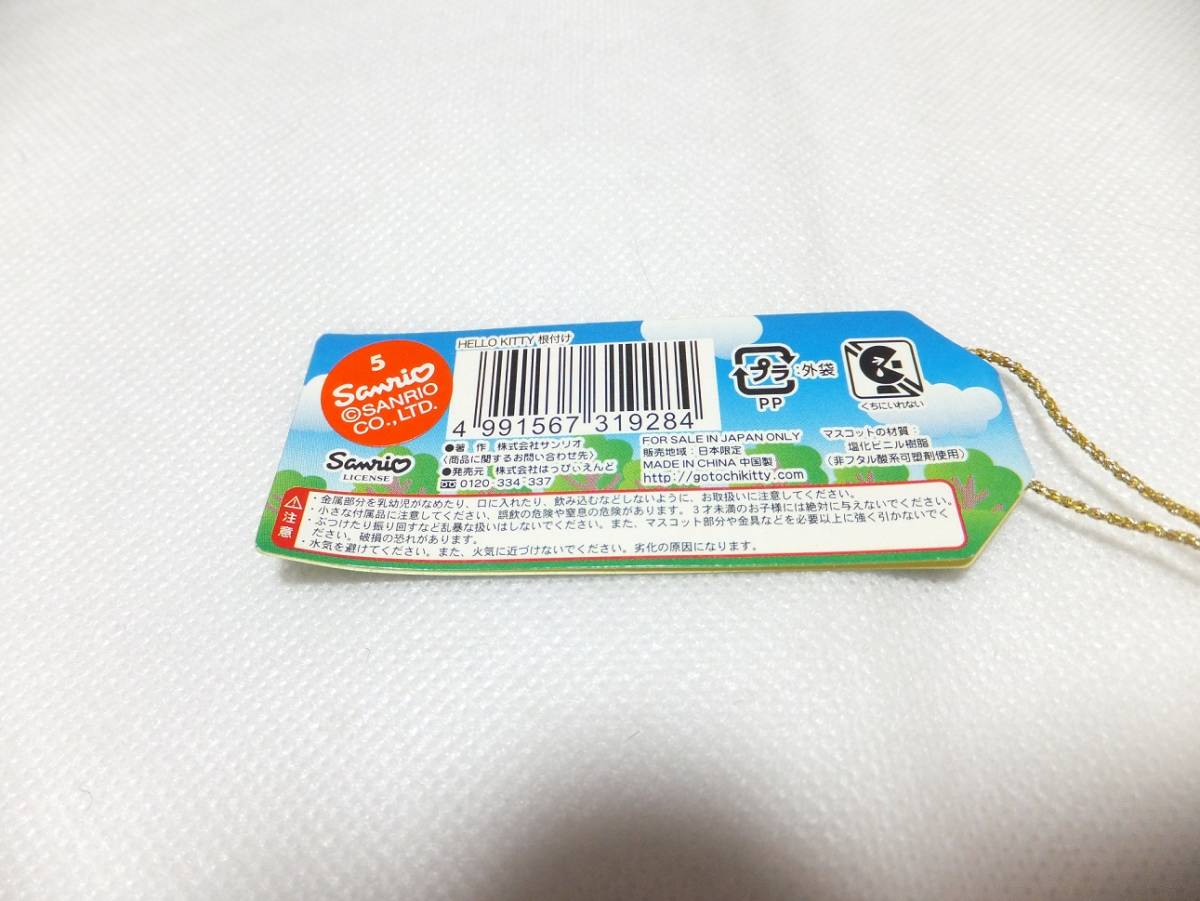 5
Sanrio
©SANRIO
CO.,LTD.
Sanrio
LICENSE
HELLO KITTY 根付け
4 991567 319284
●著 作 株式会社サンリオ
〈商品に関するお問い合わせ先〉
●発売元 株式会社はっぴぃえんど
0120-334-337
プラ :外袋
PP
くちにいれない
FOR SALE IN JAPAN ONLY
販売地域:日本限定
MADE IN CHINA 中国製
http://gotochikitty.com
マスコットの材質:
塩化ビニル樹脂
(非フタル酸系可塑剤使用)
注意
・金属部分を乳幼児がなめたり、口に入れたり、飲み込むなどしないように、お取扱いに注意してください。
・小さな付属品に注意してください、誤飲の危険や窒息の危険があります。3才未満のお子様には絶対に与えないでください。
・ぶつけたり振り回すなど乱暴な扱いはしないでください。また、マスコット部分や金具などを必要以上に強く引かないでく
ださい。破損の恐れがあります。
・水気を避けてください。また、火気に近づけないでください。劣化の原因になります。